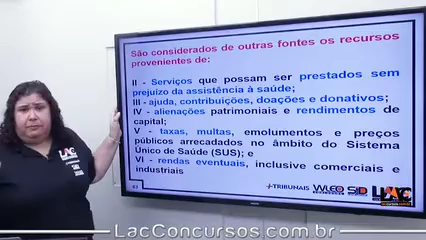 São considerados de outras fontes os recursos
provenientes de:
II - Serviços que possam ser prestados sem
prejuízo da assistência à saúde;
III - ajuda, contribuições, doações e donativos;
IV - alienações patrimoniais e rendimentos de
capital;
V - taxas, multas, emolumentos e preços
públicos arrecadados no âmbito do Sistema
Único de Saúde (SUS); e
VI - rendas eventuais, inclusive comerciais e
industriais
+TRIBUNAIS WLEO SID LAC
LAC
LacConcursos.com.br